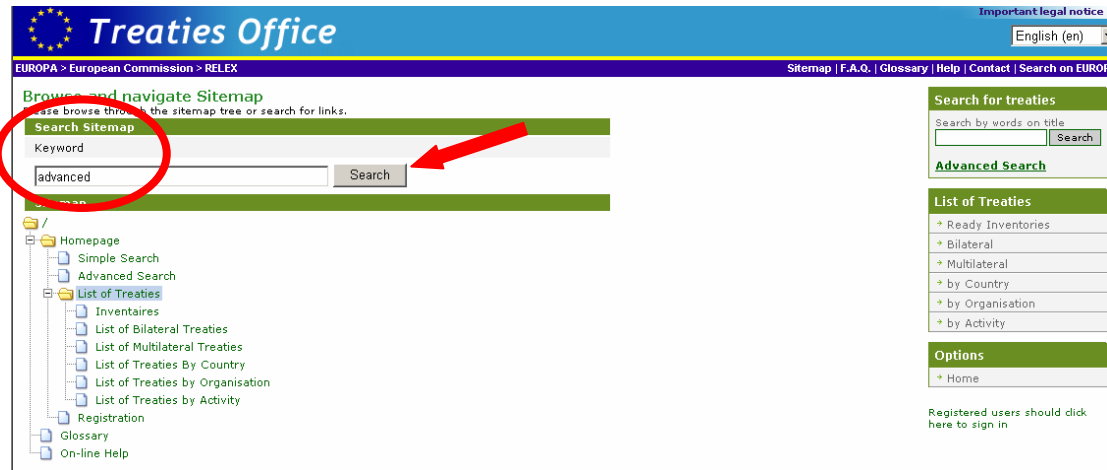 Important legal notice
Treaties Office
English (en)
EUROPA > European Commission > RELEX
Sitemap | F.A.Q. | Glossary | Help | Contact | Search on EUROP
Browse and navigate Sitemap
Please browse through the sitemap tree or search for links.
Search Sitemap
Keyword
advanced
Search
Sitemap
/
Homepage
Simple Search
Advanced Search
List of Treaties
Inventaires
List of Bilateral Treaties
List of Multilateral Treaties
List of Treaties By Country
List of Treaties by Organisation
List of Treaties by Activity
Registration
Glossary
On-line Help
Search for treaties
Search by words on title
Search
Advanced Search
List of Treaties
Ready Inventories
Bilateral
Multilateral
by Country
by Organisation
by Activity
Options
Home
Registered users should click
here to sign in